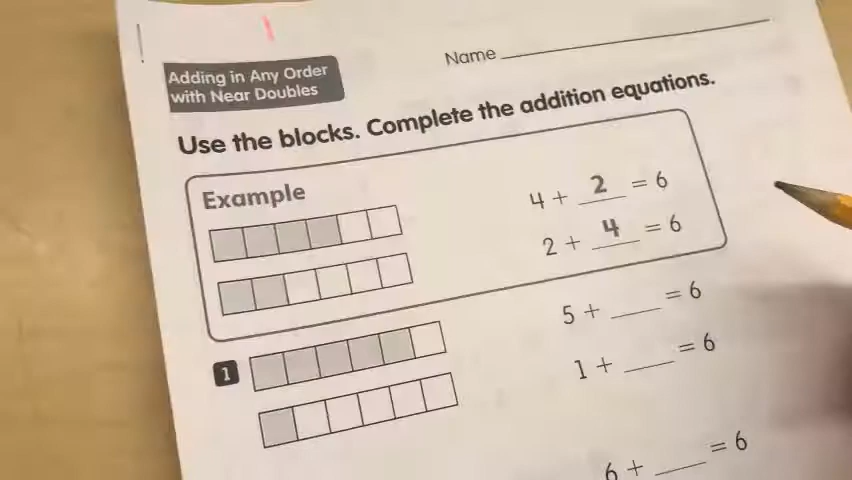 Name
Adding in Any Order
with Near Doubles
Use the blocks. Complete the addition equations.
Example
4 + 2 = 6
2 + 4 = 6
1
5 + ___ = 6
1 + ___ = 6
6 + ___ = 6